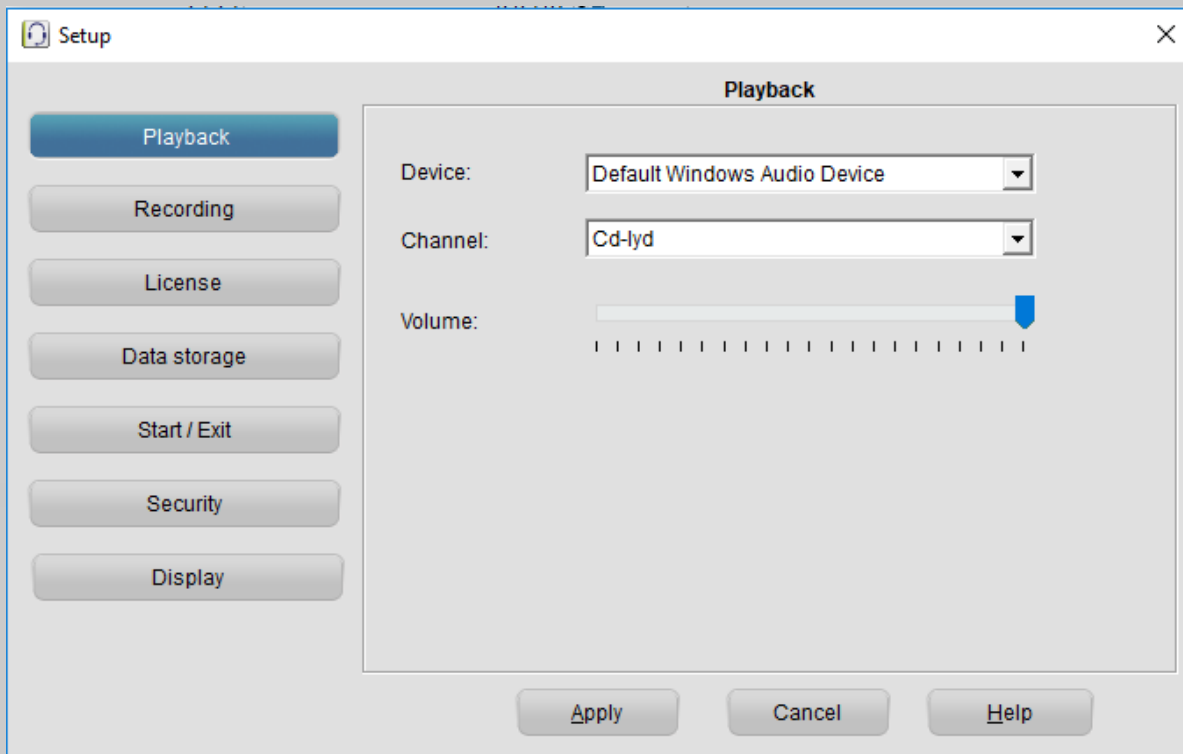 Setup
Playback
Playback
Recording
License
Data storage
Start / Exit
Security
Display
Device:
Default Windows Audio Device
Channel:
Cd-lyd
Volume:
Apply
Cancel
Help